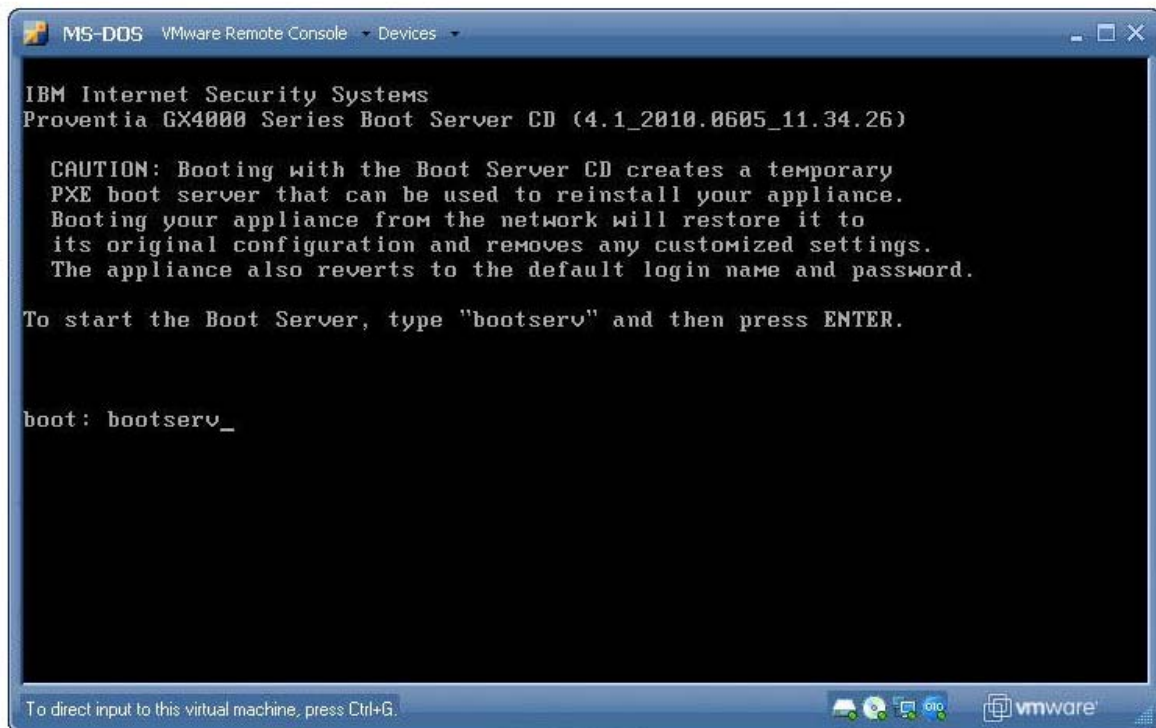 MS-DOS VMware Remote Console Devices
IBM Internet Security Systems
Proventia GX4000 Series Boot Server CD (4.1_2010.0605_11.34.26)
CAUTION: Booting with the Boot Server CD creates a temporary
PXE boot server that can be used to reinstall your appliance.
Booting your appliance from the network will restore it to
its original configuration and removes any customized settings.
The appliance also reverts to the default login name and password.
To start the Boot Server, type "bootserv" and then press ENTER.
boot: bootserv_
To direct input to this virtual machine, press Ctrl+G.
vmware